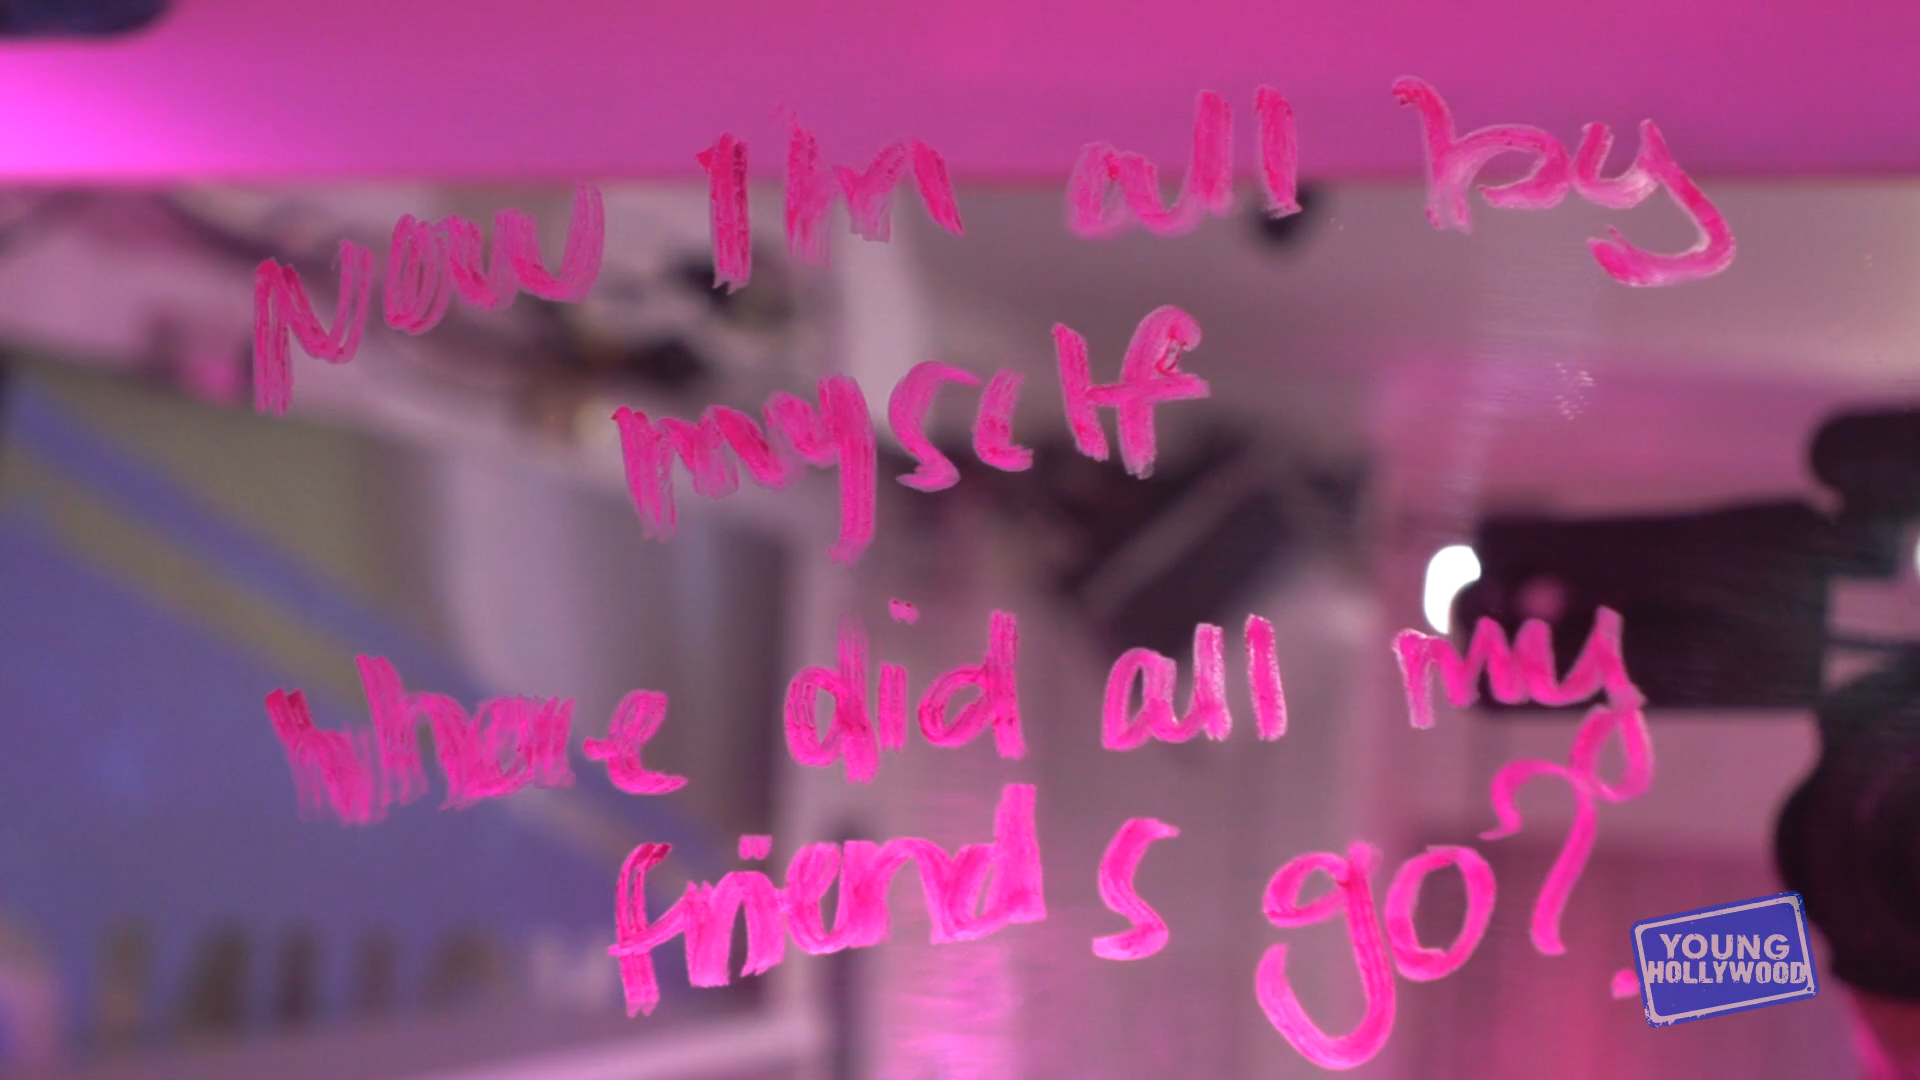 Now I'm all by
myself
where did all my
friends go?
YOUNG
HOLLYWOOD